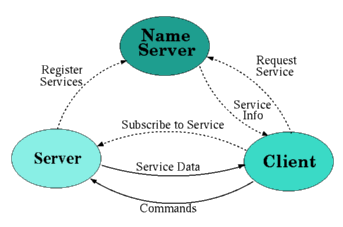 Name
Server
Register
Services
Request
Service
Service
Info
Subscribe to Service
Server
Service Data
Client
Commands